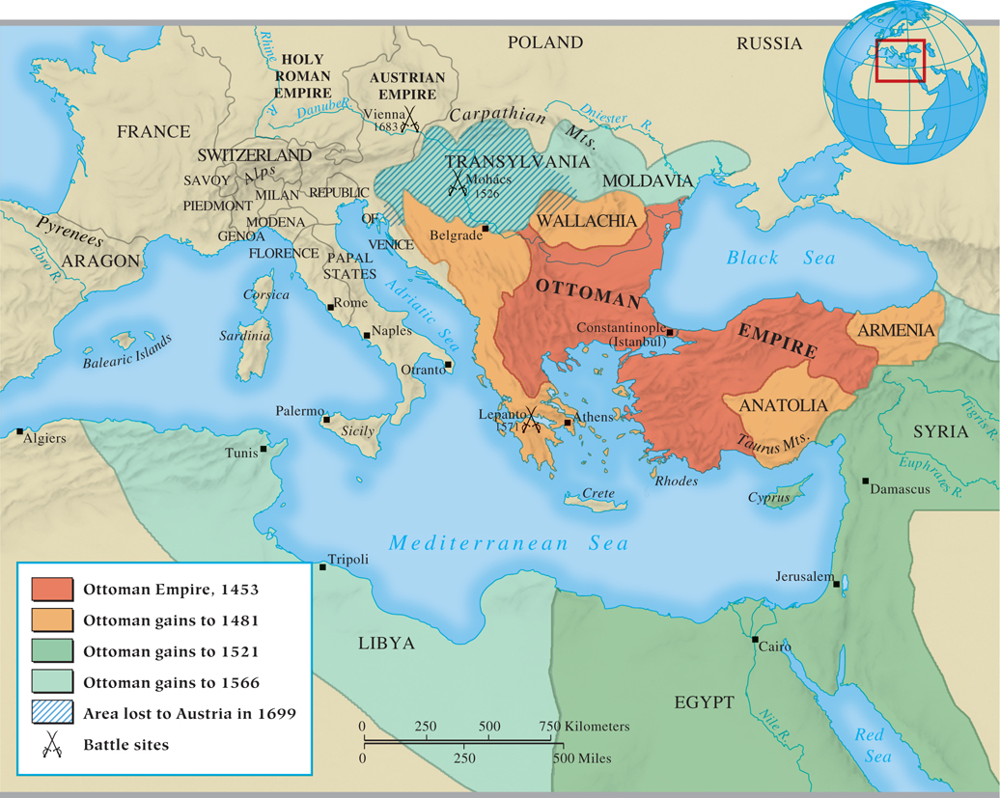 POLAND
RUSSIA
Rhine
R.
HOLY
ROMAN
EMPIRE
AUSTRIAN
EMPIRE
Danube R.
Vienna
1683
Carpathian
Mts.
Dniester R.
FRANCE
SWITZERLAND
Alps
TRANSYLVANIA
Mohács
1526
MOLDAVIA
SAVOY
PIEDMONT
MILAN
REPUBLIC
OF
VENICE
MODENA
GENOA
FLORENCE
PAPAL
STATES
Pyrenees
Ebro R.
ARAGON
Belgrade
WALLACHIA
Black Sea
OTTOMAN
EMPIRE
Constantinople
(Istanbul)
ARMENIA
ANATOLIA
Taurus Mts.
Corsica
Rome
Adriatic Sea
Sardinia
Naples
Balearic Islands
Otranto
Palermo
Sicily
Lepanto
1571
Athens
Algiers
Tunis
SYRIA
Tigris R.
Euphrates R.
Damascus
Rhodes
Crete
Cyprus
Mediterranean Sea
Tripoli
Jerusalem
LIBYA
Cairo
EGYPT
Nile R.
Red
Sea
Ottoman Empire, 1453
Ottoman gains to 1481
Ottoman gains to 1521
Ottoman gains to 1566
Area lost to Austria in 1699
Battle sites
0 250 500 750 Kilometers
0 250 500 Miles